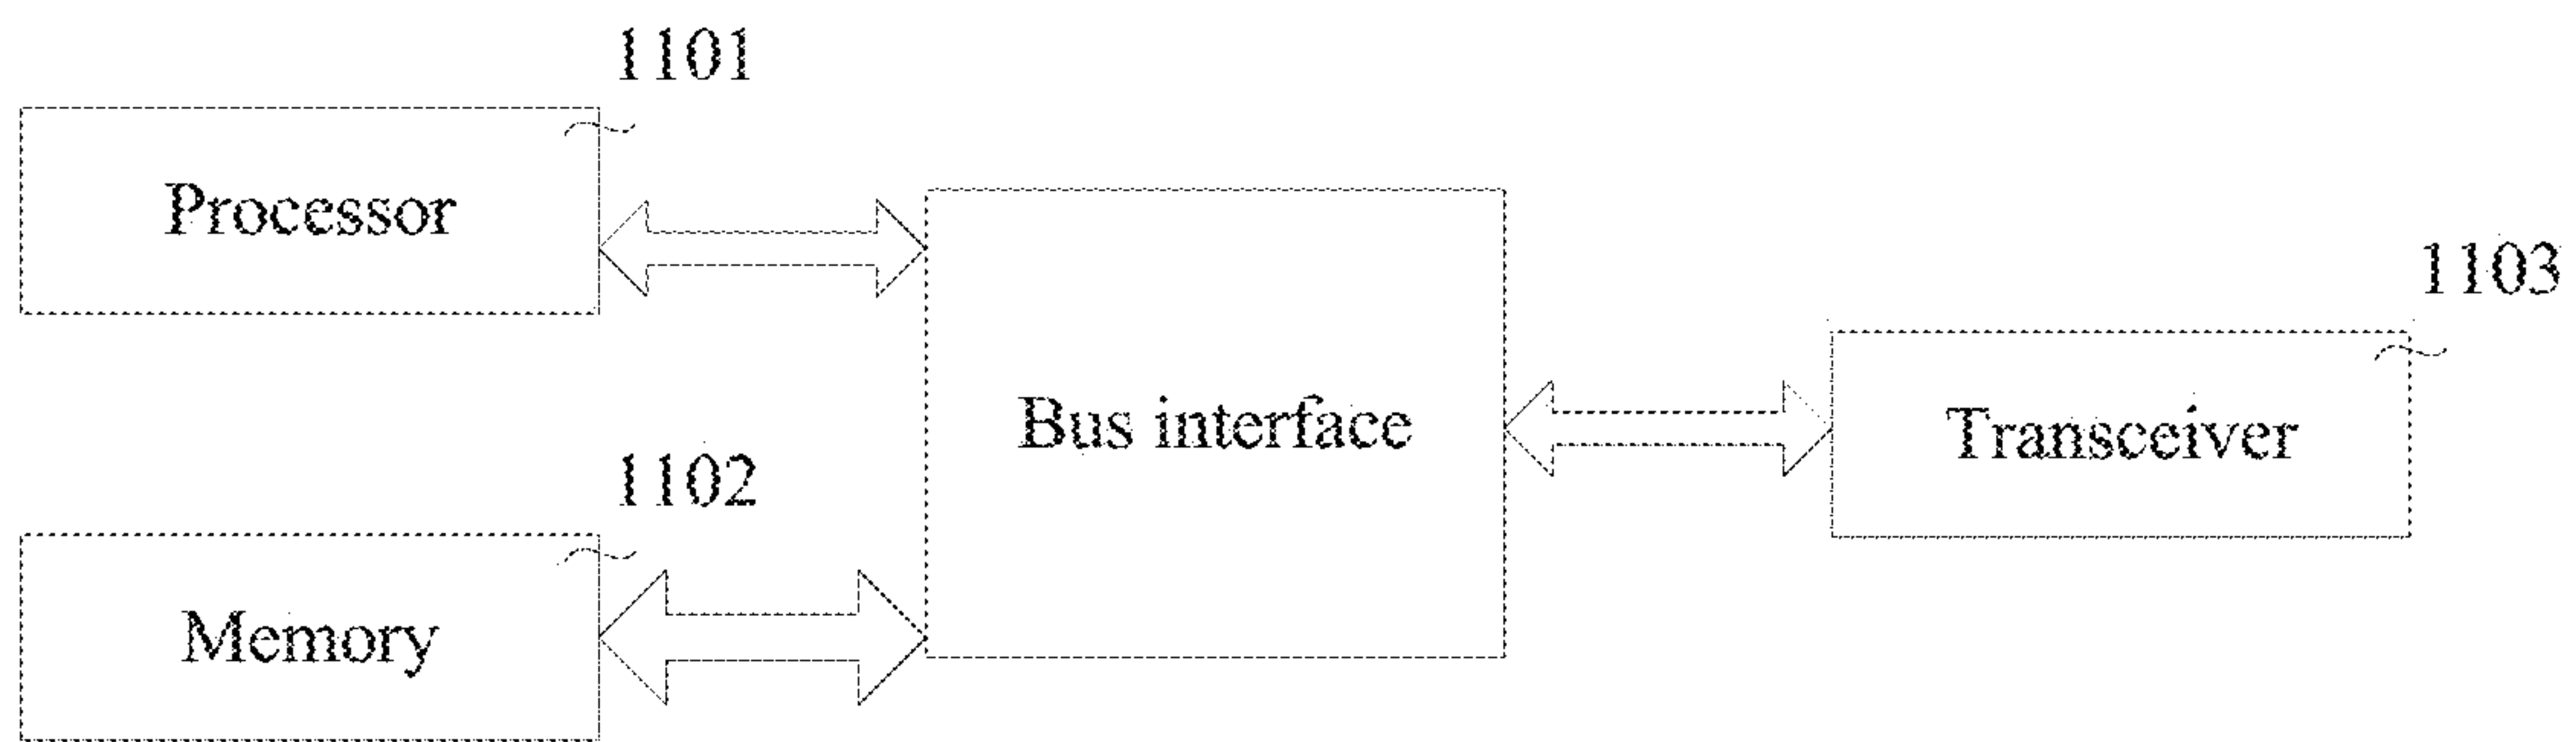 1101
Processor
1103
Bus interface
Transceiver
1102
Memory